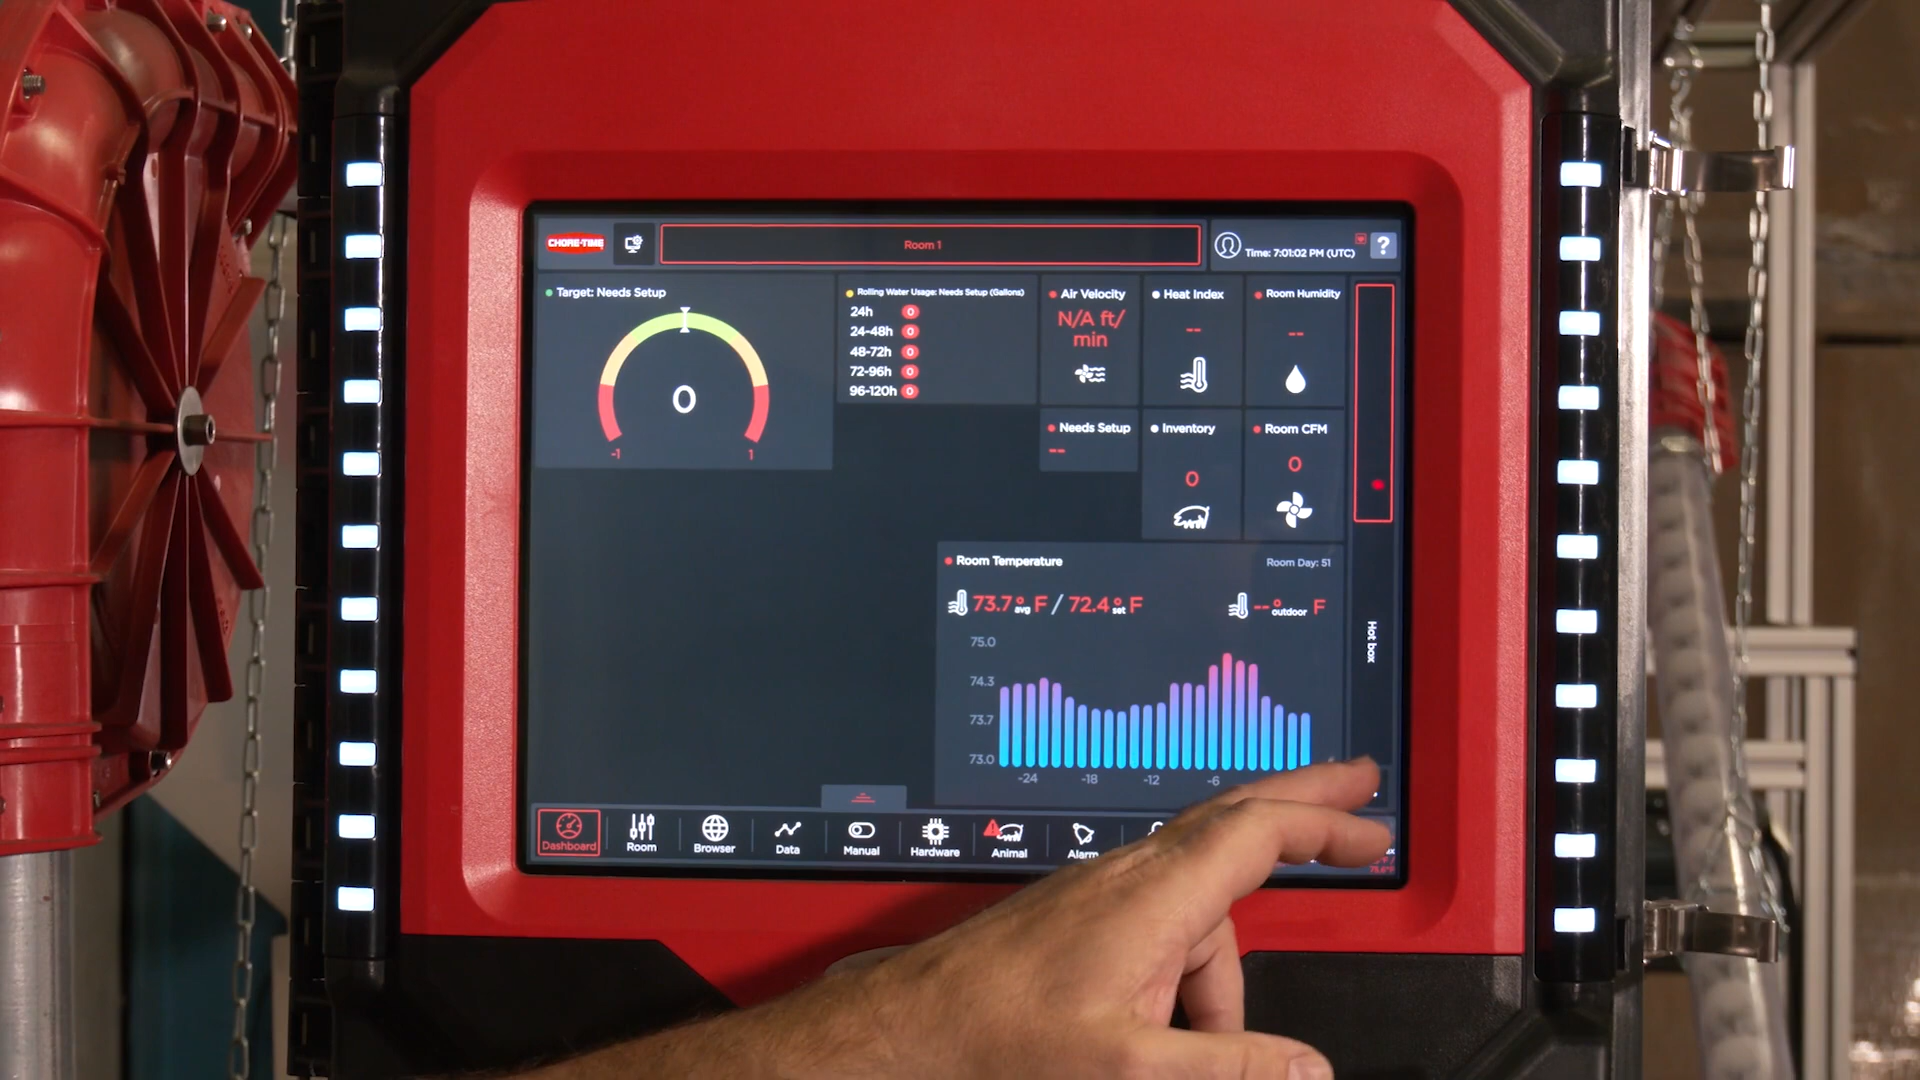 CHORE-TIME
Room 1
Time: 7:01:02 PM (UTC)
?
Target: Needs Setup
0
-1
1
Rolling Water Usage: Needs Setup (Gallons)
24h 0
24-48h 0
48-72h 0
72-96h 0
96-120h 0
Air Velocity
N/A ft/
min
Heat Index
--
Room Humidity
--
Needs Setup
--
Inventory
0
Room CFM
0
Room Temperature
Room Day: 51
73.7° avg F / 72.4° set F
--° outdoor F
75.0
74.3
73.7
73.0
-24 -18 -12 -6
Hot box
Dashboard
Room
Browser
Data
Manual
Hardware
Animal
Alarm